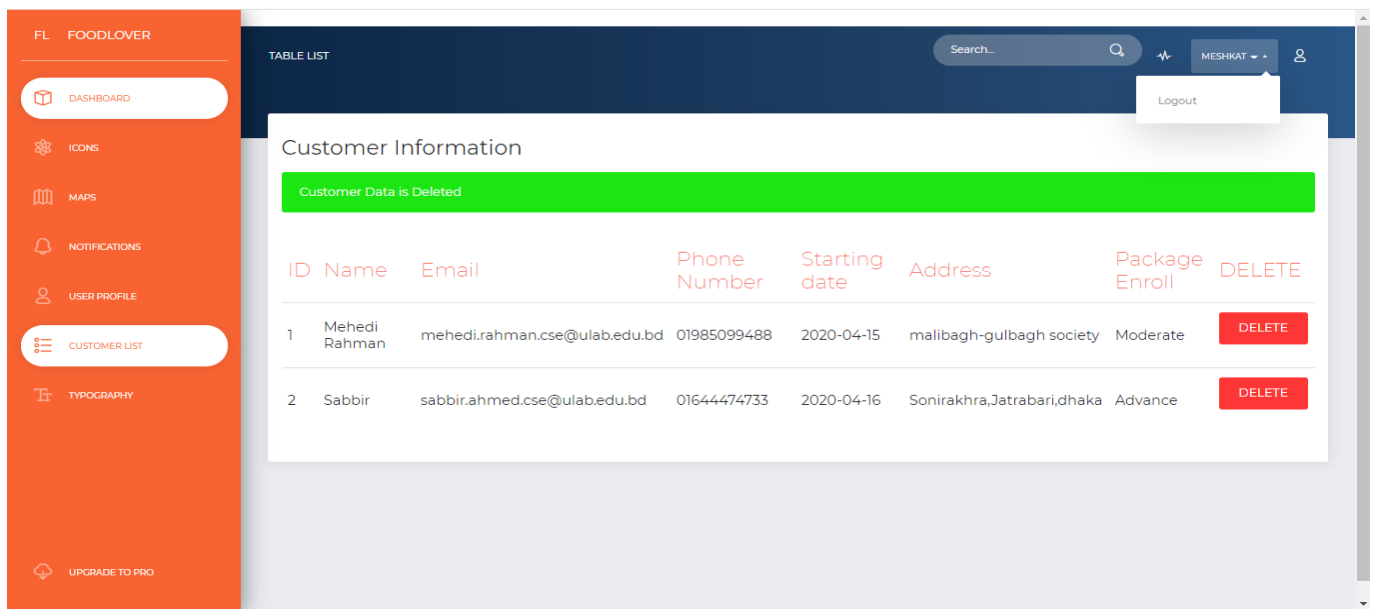 FL FOODLOVER
DASHBOARD
ICONS
MAPS
NOTIFICATIONS
USER PROFILE
CUSTOMER LIST
TYPOGRAPHY
UPGRADE TO PRO
TABLE LIST
Search...
MESHKAT
Logout
Customer Information
Customer Data is Deleted
ID Name Email Phone Number Starting date Address Package Enroll DELETE
1 Mehedi Rahman mehedi.rahman.cse@ulab.edu.bd 01985099488 2020-04-15 malibagh-gulbagh society Moderate DELETE
2 Sabbir sabbir.ahmed.cse@ulab.edu.bd 01644474733 2020-04-16 Sonirakhra,Jatrabari,dhaka Advance DELETE